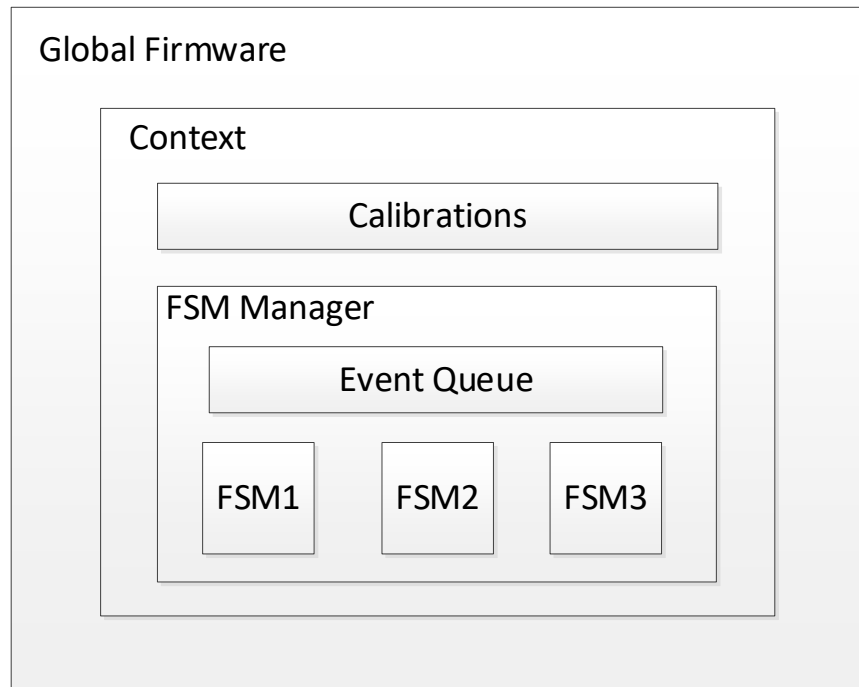 Global Firmware
Context
Calibrations
FSM Manager
Event Queue
FSM1
FSM2
FSM3